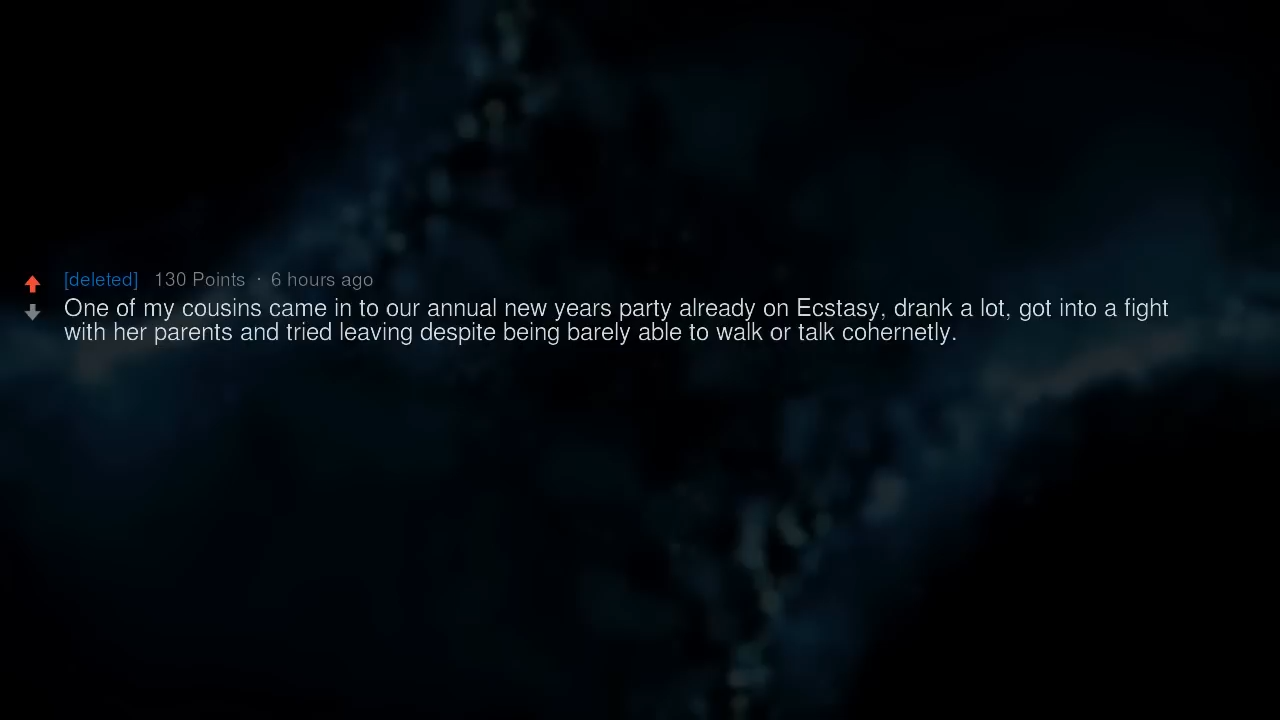 [deleted] 130 Points · 6 hours ago
One of my cousins came in to our annual new years party already on Ecstasy, drank a lot, got into a fight
with her parents and tried leaving despite being barely able to walk or talk cohernetly.